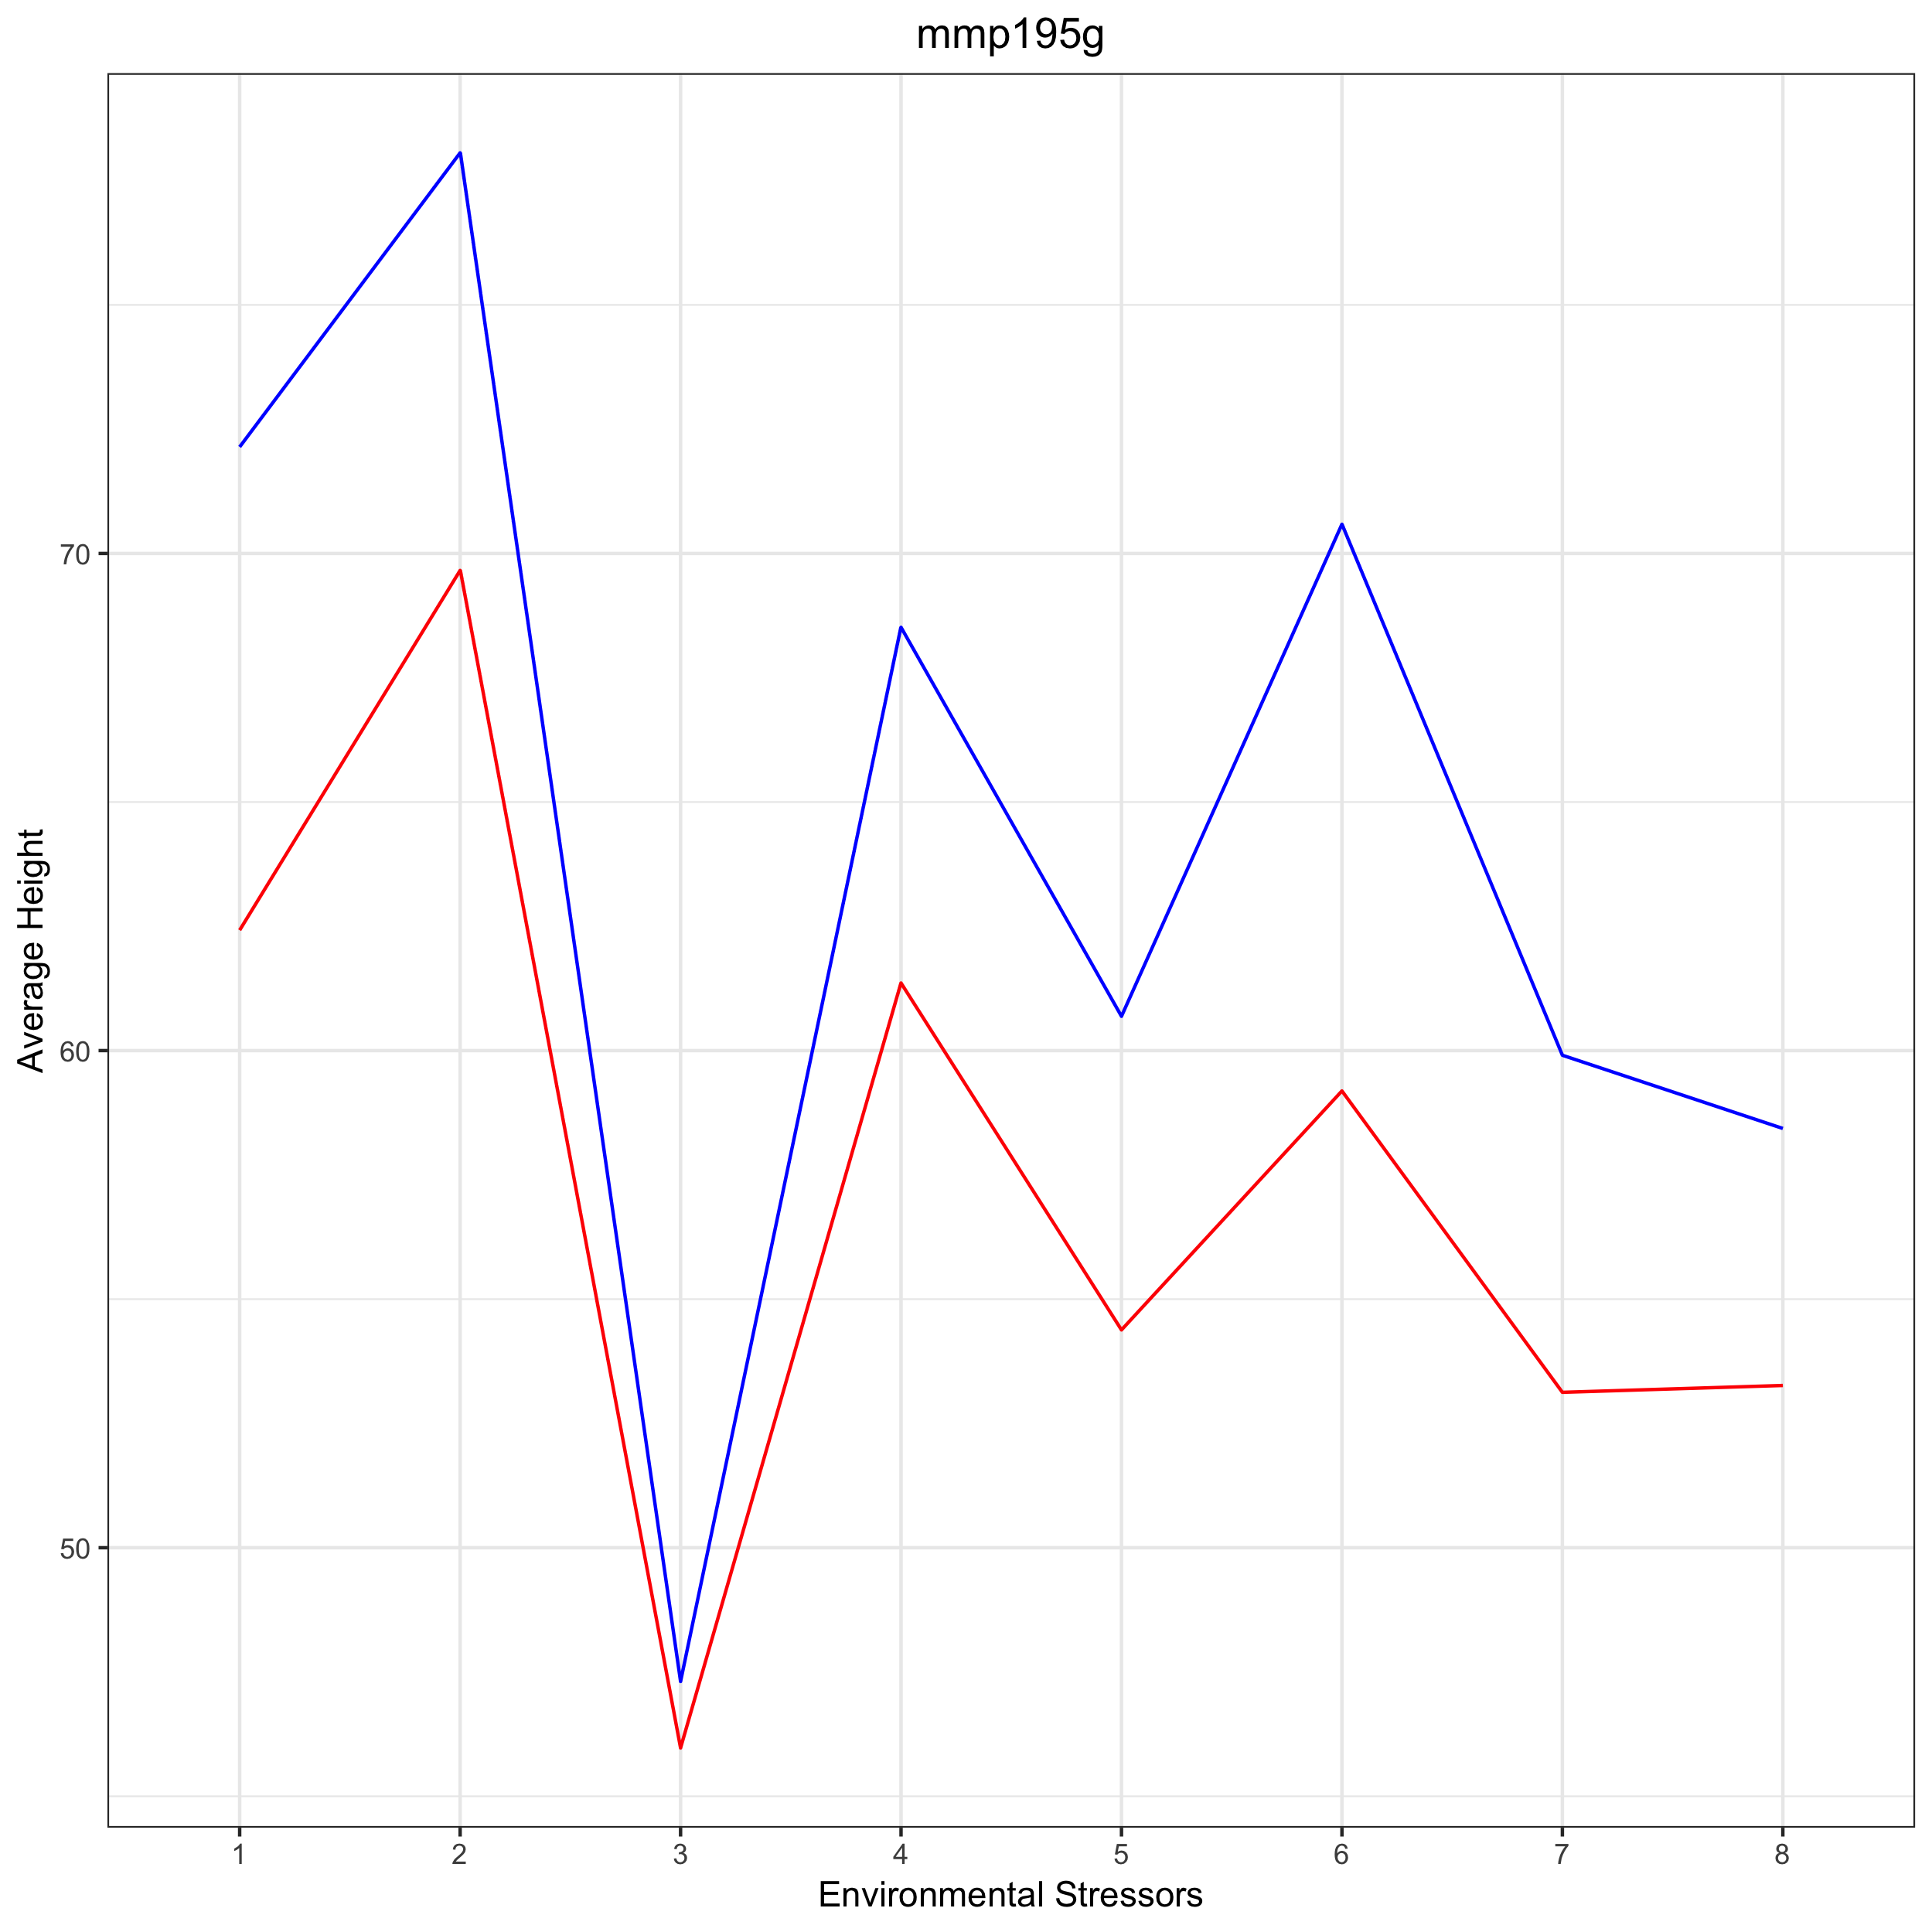 mmp195g
Average Height
70
60
50
1 2 3 4 5 6 7 8
Environmental Stressors